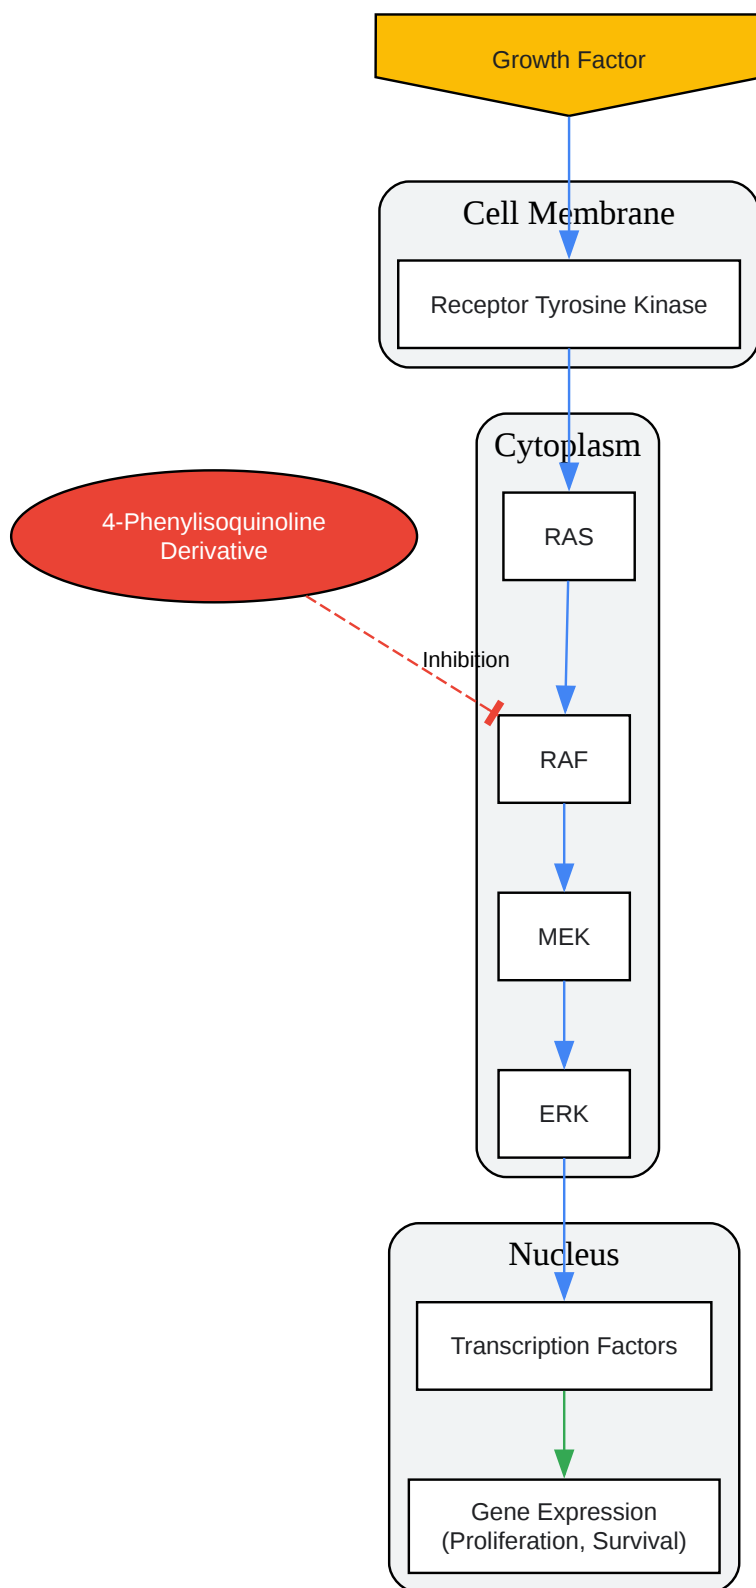 Growth Factor
Cell Membrane
Receptor Tyrosine Kinase
Cytoplasm
4-Phenylisoquinoline
Derivative
RAS
Inhibition
RAF
MEK
ERK
Nucleus
Transcription Factors
Gene Expression
(Proliferation, Survival)